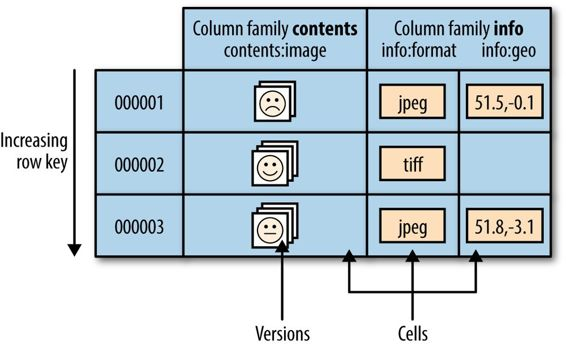 Column family contents
contents:image
Column family info
info:format info:geo
Increasing
row key
000001
jpeg
51.5,-0.1
000002
tiff
000003
jpeg
51.8,-3.1
Versions
Cells